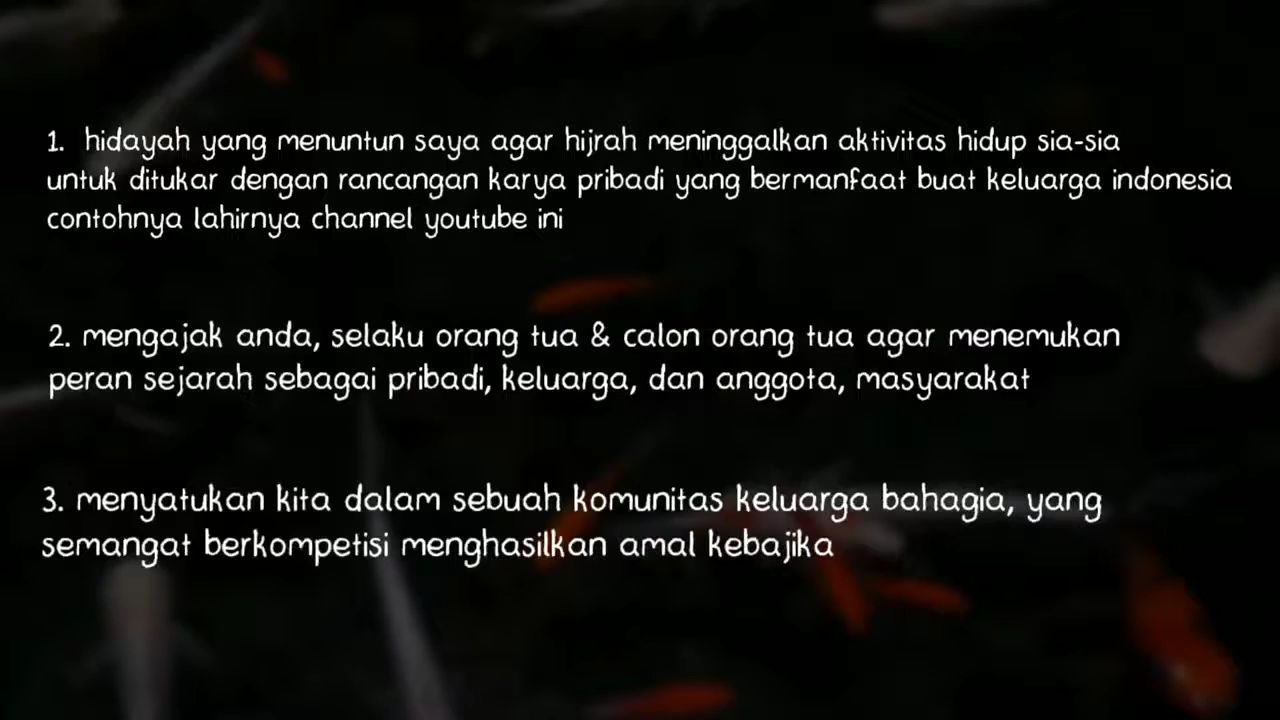 1. hidayah yang menuntun saya agar hijrah meninggalkan aktivitas hidup sia-sia
untuk ditukar dengan rancangan karya pribadi yang bermanfaat buat keluarga indonesia
contohnya lahirnya channel youtube ini
2. mengajak anda, selaku orang tua & calon orang tua agar menemukan
peran sejarah sebagai pribadi, keluarga, dan anggota, masyarakat
3. menyatukan kita dalam sebuah komunitas keluarga bahagia, yang
semangat berkompetisi menghasilkan amal kebajika